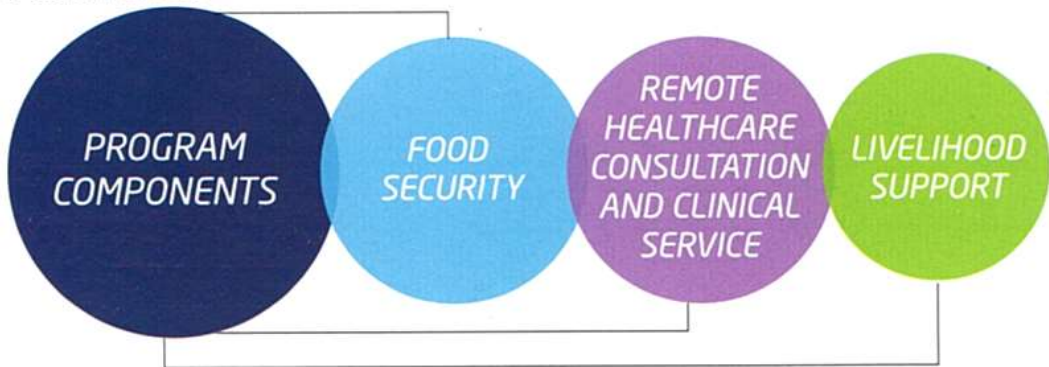 PROGRAM
COMPONENTS
FOOD
SECURITY
REMOTE
HEALTHCARE
CONSULTATION
AND CLINICAL
SERVICE
LIVELIHOOD
SUPPORT